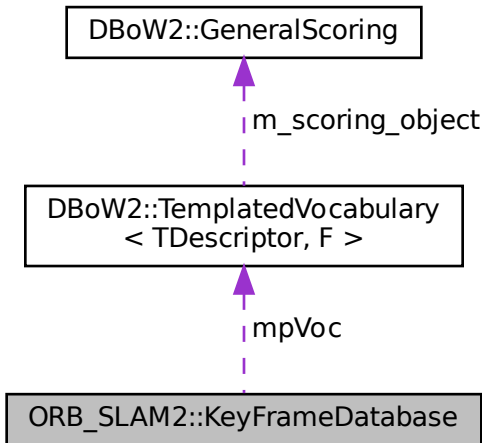 DBoW2::GeneralScoring
m_scoring_object
DBoW2::TemplatedVocabulary
< TDescriptor, F >
mpVoc
ORB_SLAM2::KeyFrameDatabase